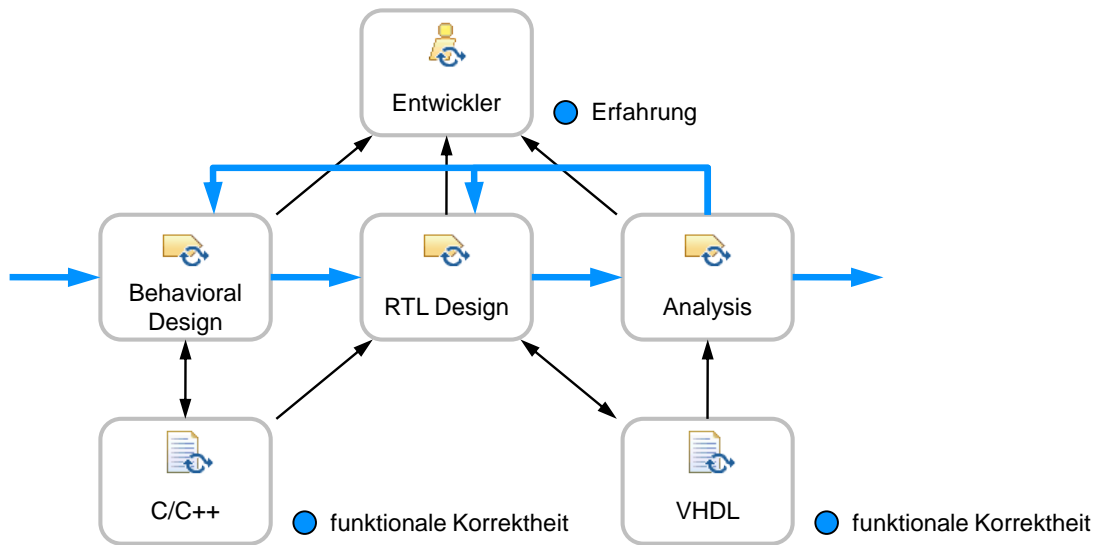 Entwickler
Erfahrung
Behavioral
Design
RTL Design
Analysis
C/C++
funktionale Korrektheit
VHDL
funktionale Korrektheit